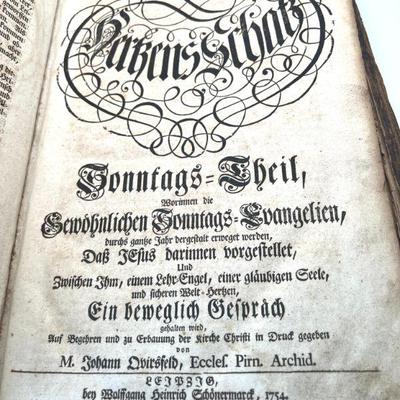 Hertzens Schatz
Sonntags=Theil,
Worinnen die
Gewöhnlichen Sonntags=Evangelien,
durchs gantze Jahr dergestalt erweget werden,
Daß JEsus darinnen vorgestellet,
Und
Zwischen Ihm, einem Lehr=Engel, einer gläubigen Seele,
und sicheren Welt=Hertzen,
Ein beweglich Gespräch
gehalten wird,
Auf Begehren und zu Erbauung der Kirche Christi in Druck gegeben
von
M. Johann Qvirsfeld, Eccles. Pirn. Archid.
LEIPZIG,
bey Wolffgang Heinrich Schönermarck, 1754.